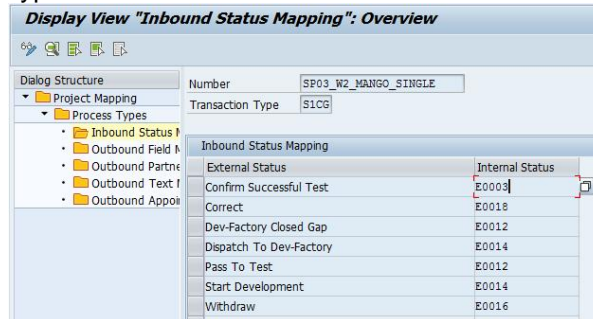 Display View "Inbound Status Mapping": Overview
Dialog Structure
Project Mapping
Process Types
Inbound Status
Outbound Field
Outbound Partne
Outbound Text
Outbound Appoi
Number SP03_W2_MANGO_SINGLE
Transaction Type S1CG
Inbound Status Mapping
External Status Internal Status
Confirm Successful Test E0003
Correct E0018
Dev-Factory Closed Gap E0012
Dispatch To Dev-Factory E0014
Pass To Test E0012
Start Development E0014
Withdraw E0016